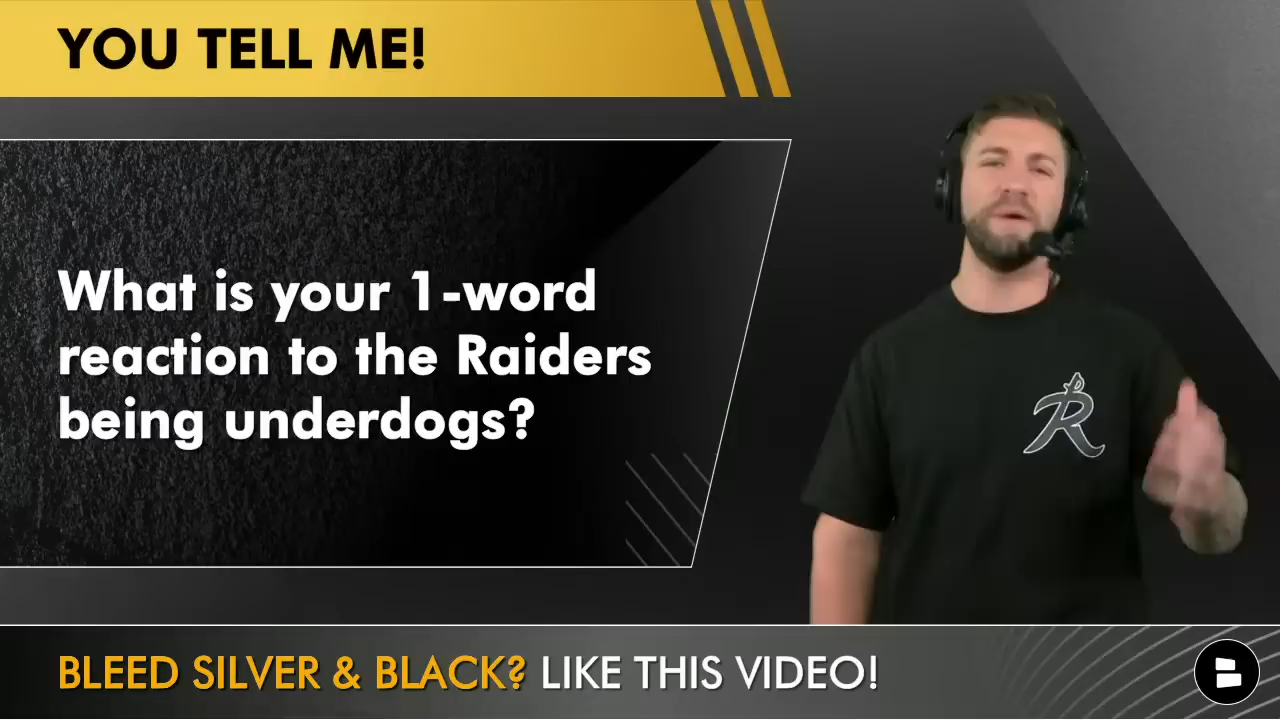 YOU TELL ME!
What is your 1-word
reaction to the Raiders
being underdogs?
R
BLEED SILVER & BLACK? LIKE THIS VIDEO!